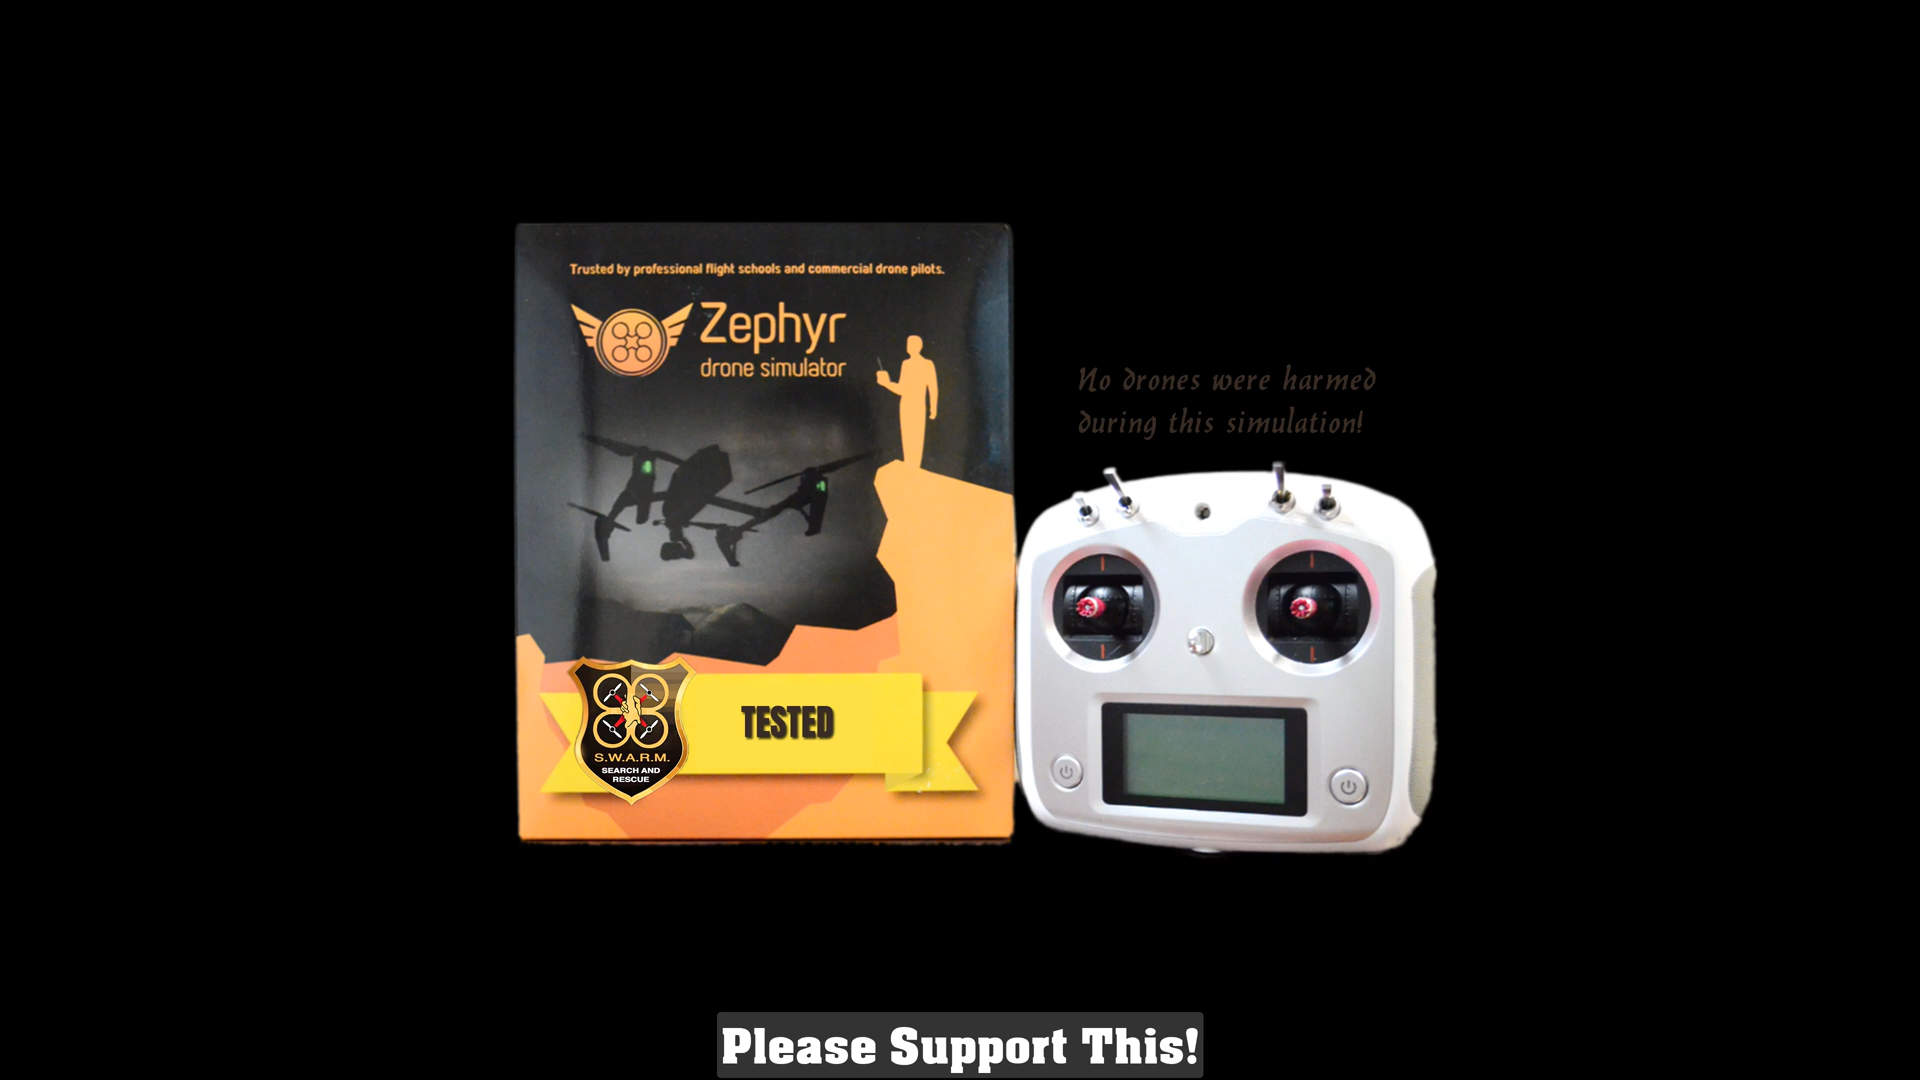 Trusted by professional flight schools and commercial drone pilots.
Zephyr
drone simulator
No drones were harmed
during this simulation!
TESTED
S.W.A.R.M.
SEARCH AND
RESCUE
Please Support This!